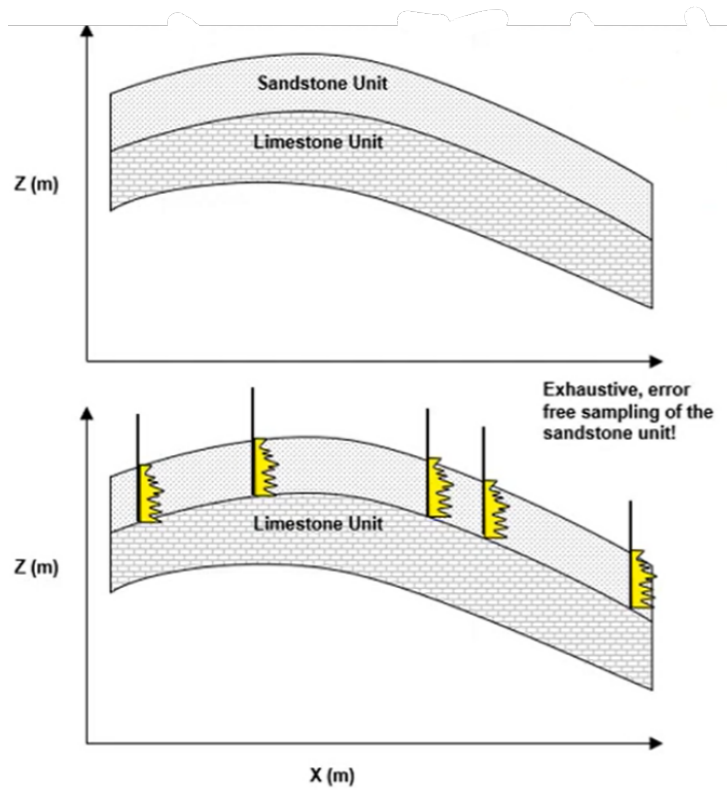 Sandstone Unit
Limestone Unit
Z (m)
Exhaustive, error
free sampling of the
sandstone unit!
Limestone Unit
Z (m)
X (m)